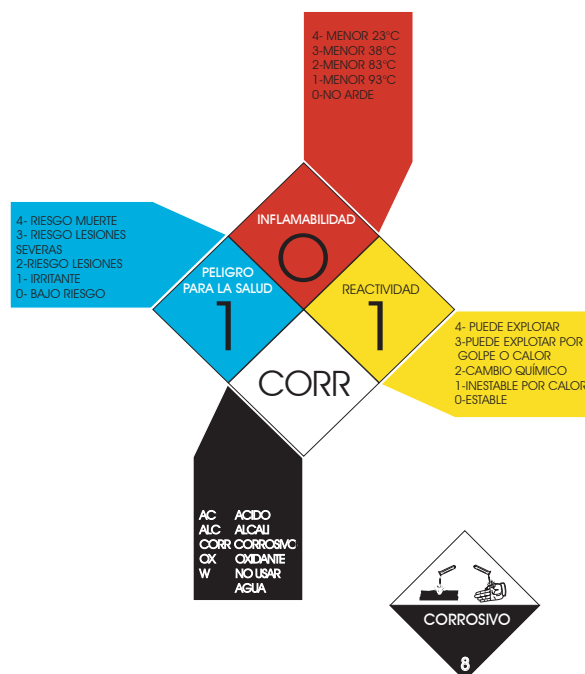 4- MENOR 23°C
3-MENOR 38°C
2-MENOR 83°C
1-MENOR 93°C
0-NO ARDE
INFLAMABILIDAD
0
4- RIESGO MUERTE
3- RIESGO LESIONES
SEVERAS
2-RIESGO LESIONES
1- IRRITANTE
0- BAJO RIESGO
PELIGRO
PARA LA SALUD
1
REACTIVIDAD
1
4- PUEDE EXPLOTAR
3-PUEDE EXPLOTAR POR
GOLPE O CALOR
2-CAMBIO QUÍMICO
1-INESTABLE POR CALOR
0-ESTABLE
CORR
AC ACIDO
ALC ALCALI
CORR CORROSIVO
OX OXIDANTE
W NO USAR
AGUA
CORROSIVO
8